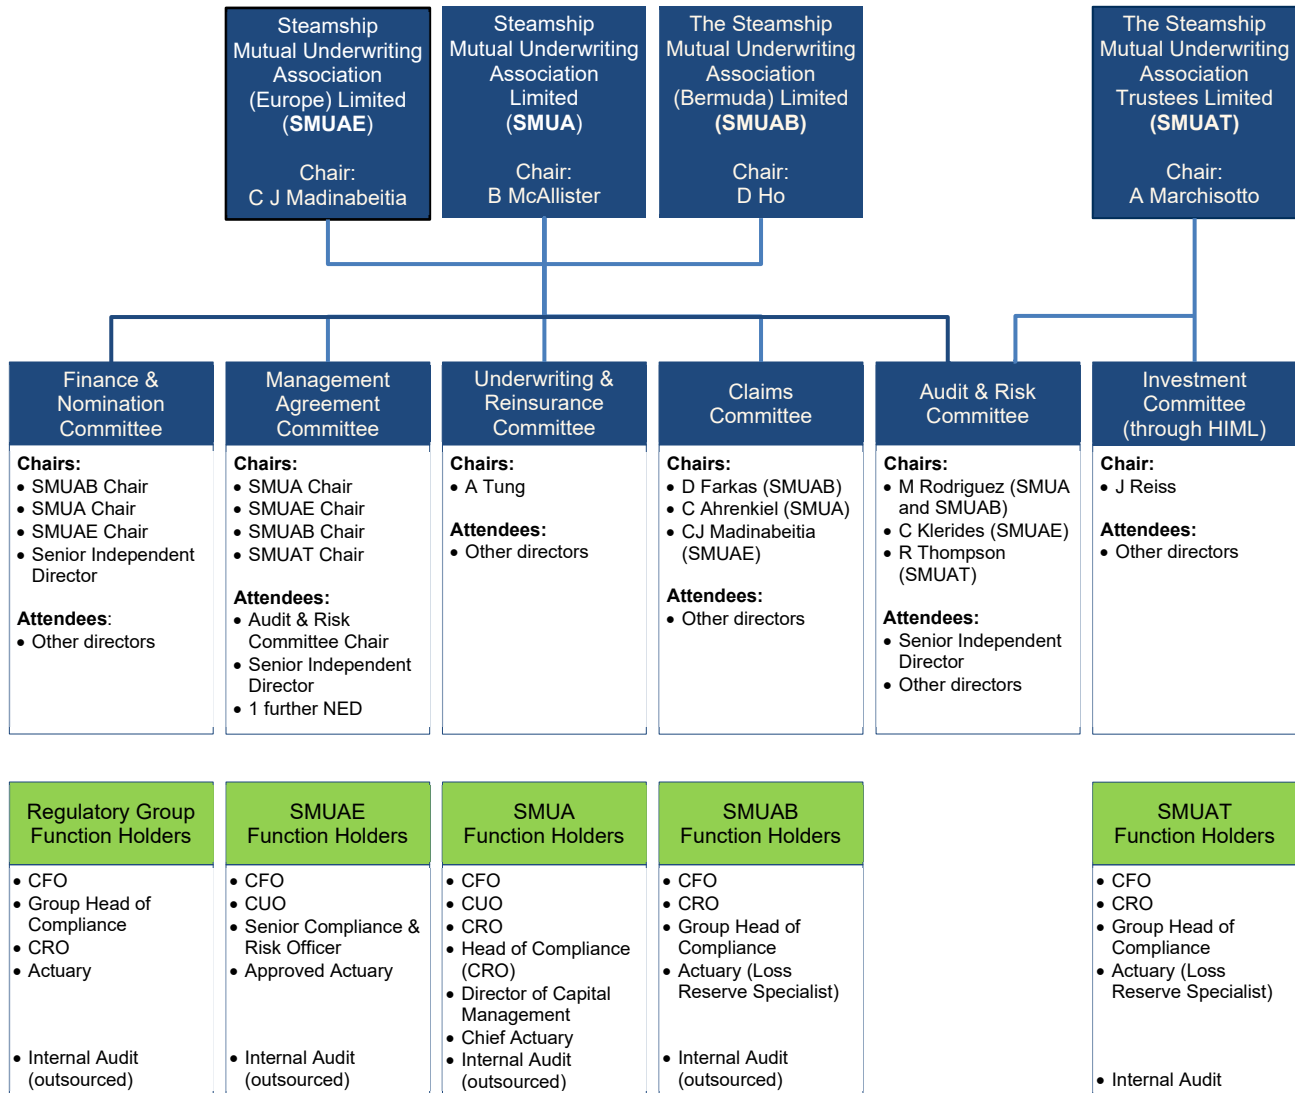 Steamship
Mutual Underwriting
Association
(Europe) Limited
(SMUAE)
Chair:
C J Madinabeitia
Steamship
Mutual Underwriting
Association
Limited
(SMUA)
Chair:
B McAllister
The Steamship
Mutual Underwriting
Association
(Bermuda) Limited
(SMUAB)
Chair:
D Ho
The Steamship
Mutual Underwriting
Association
Trustees Limited
(SMUAT)
Chair:
A Marchisotto
Finance &
Nomination
Committee
Chairs:
• SMUAB Chair
• SMUA Chair
• SMUAE Chair
• Senior Independent
Director
Attendees:
• Other directors
Management
Agreement
Committee
Chairs:
• SMUA Chair
• SMUAE Chair
• SMUAB Chair
• SMUAT Chair
Attendees:
• Audit & Risk
Committee Chair
• Senior Independent
Director
• 1 further NED
Underwriting &
Reinsurance
Committee
Chairs:
• A Tung
Attendees:
• Other directors
Claims
Committee
Chairs:
• D Farkas (SMUAB)
• C Ahrenkiel (SMUA)
• CJ Madinabeitia
(SMUAE)
Attendees:
• Other directors
Audit & Risk
Committee
Chairs:
• M Rodriguez (SMUA
and SMUAB)
• C Klerides (SMUAE)
• R Thompson
(SMUAT)
Attendees:
• Senior Independent
Director
• Other directors
Investment
Committee
(through HIML)
Chair:
• J Reiss
Attendees:
• Other directors
Regulatory Group
Function Holders
• CFO
• Group Head of
Compliance
• CRO
• Actuary
• Internal Audit
(outsourced)
SMUAE
Function Holders
• CFO
• CUO
• Senior Compliance &
Risk Officer
• Approved Actuary
• Internal Audit
(outsourced)
SMUA
Function Holders
• CFO
• CUO
• CRO
• Head of Compliance
(CRO)
• Director of Capital
Management
• Chief Actuary
• Internal Audit
(outsourced)
SMUAB
Function Holders
• CFO
• CRO
• Group Head of
Compliance
• Actuary (Loss
Reserve Specialist)
• Internal Audit
(outsourced)
SMUAT
Function Holders
• CFO
• CRO
• Group Head of
Compliance
• Actuary (Loss
Reserve Specialist)
• Internal Audit